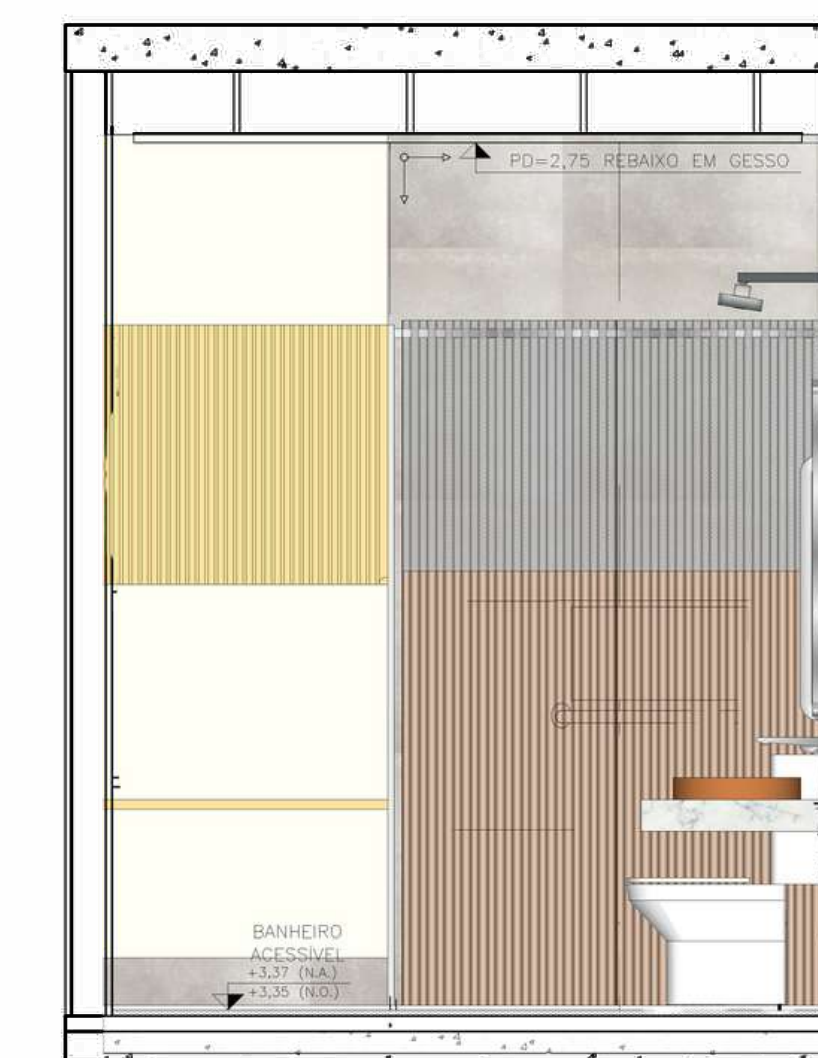 PD=2,75 REBAIXO EM GESSO
BANHEIRO
ACESSÍVEL
+3,37 (N.A.)
+3,35 (N.O.)